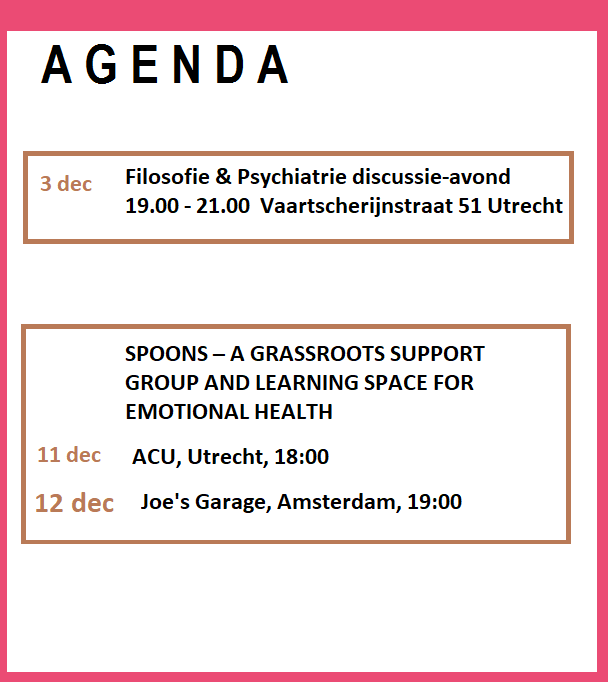 AGENDA
3 dec Filosofie & Psychiatrie discussie-avond
19.00 - 21.00 Vaartscherijnstraat 51 Utrecht
SPOONS – A GRASSROOTS SUPPORT
GROUP AND LEARNING SPACE FOR
EMOTIONAL HEALTH
11 dec ACU, Utrecht, 18:00
12 dec Joe's Garage, Amsterdam, 19:00